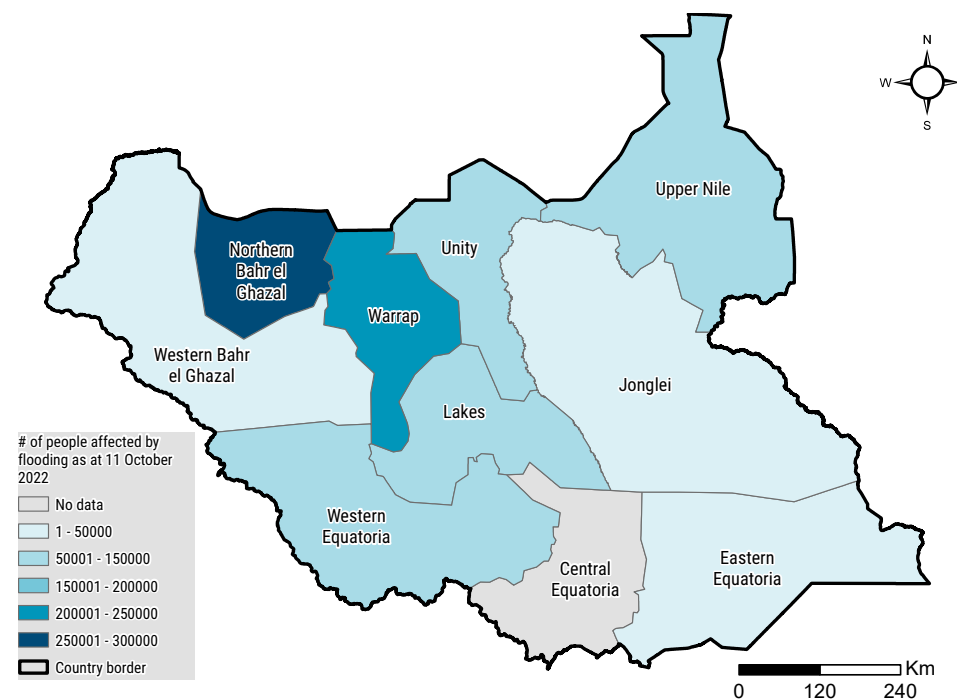 N
W
S
Upper Nile
Northern
Bahr el
Ghazal
Unity
Warrap
Western Bahr
el Ghazal
Jonglei
Lakes
Western
Equatoria
Central
Equatoria
Eastern
Equatoria
# of people affected by
flooding as at 11 October
2022
No data
1 - 50000
50001 - 150000
150001 - 200000
200001 - 250000
250001 - 300000
Country border
Km
0 120 240